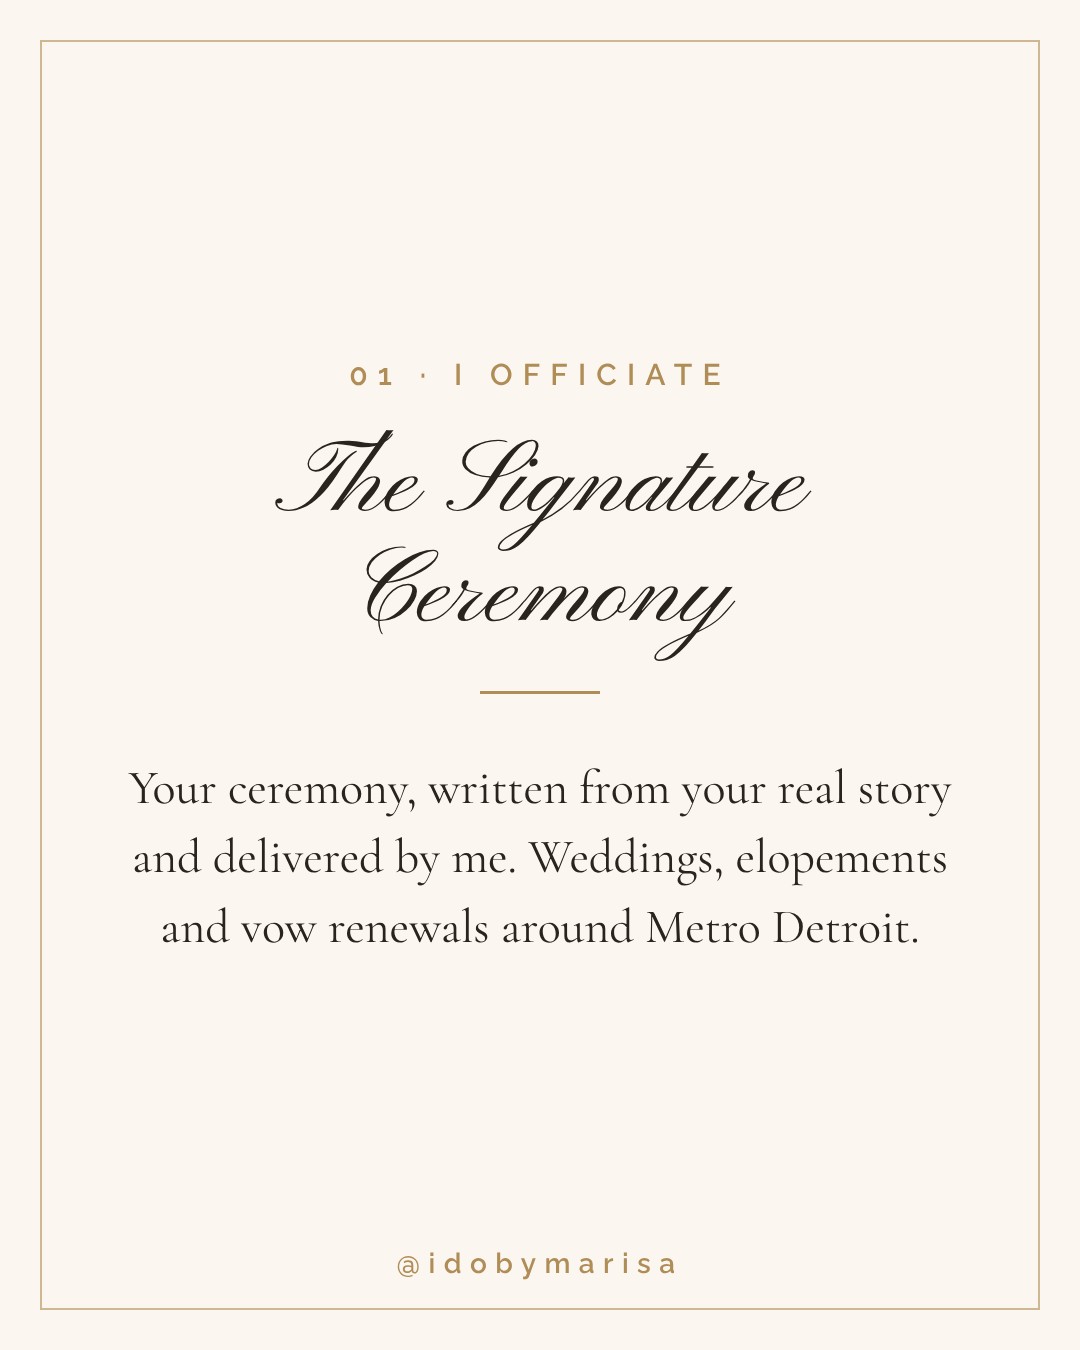 01 · I OFFICIATE
The Signature
Ceremony
Your ceremony, written from your real story
and delivered by me. Weddings, elopements
and vow renewals around Metro Detroit.
@idobymarisa